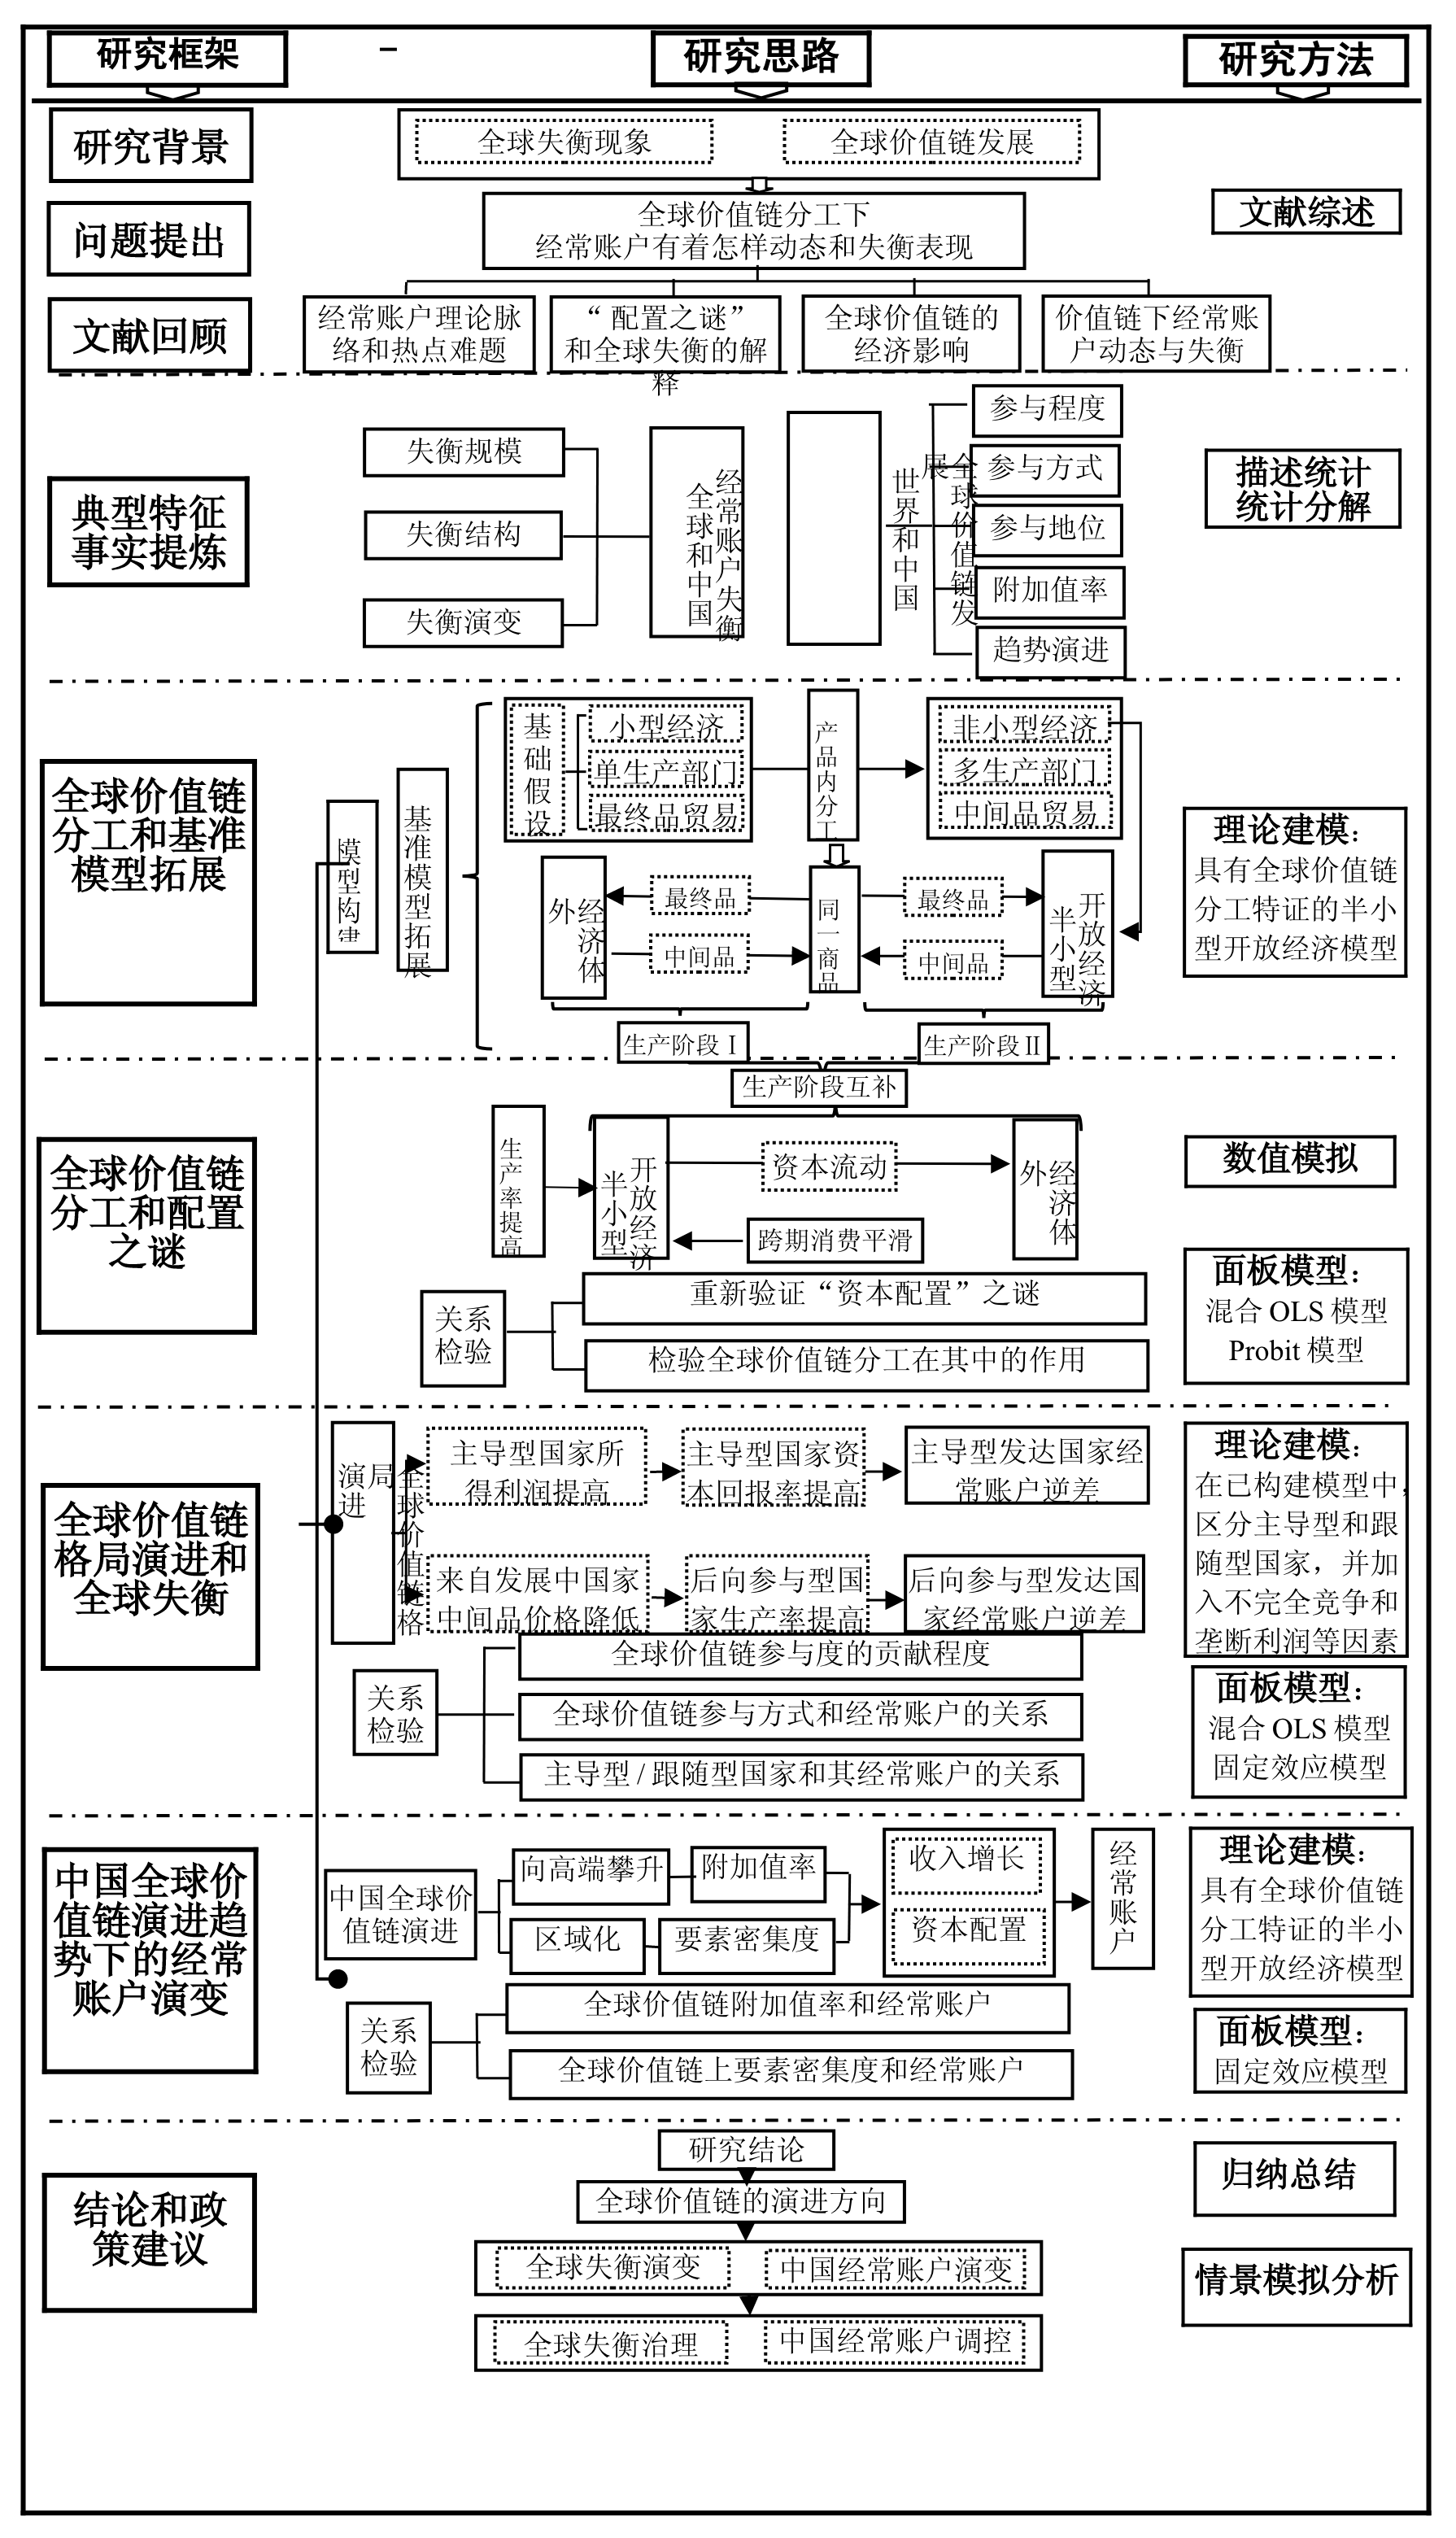 研究框架
–
研究思路
研究方法
研究背景
全球失衡现象
全球价值链发展
问题提出
全球价值链分工下
经常账户有着怎样动态和失衡表现
文献综述
文献回顾
经常账户理论脉
络和热点难题
“配置之谜”
和全球失衡的解
释
全球价值链的
经济影响
价值链下经常账
户动态与失衡
典型特征
事实提炼
失衡规模
失衡结构
失衡演变
全球和中国
经常账户失衡
世界和中国
全球价值链发
展
参与程度
参与方式
参与地位
附加值率
趋势演进
描述统计
统计分解
全球价值链
分工和基准
模型拓展
模型构建
基准模型拓展
基础假设
小型经济
单生产部门
最终品贸易
产品内分工
非小型经济
多生产部门
中间品贸易
外
经济体
最终品
中间品
同一商品
最终品
中间品
半小型
开放经济
生产阶段 I
生产阶段 II
理论建模：
具有全球价值链
分工特征的半小
型开放经济模型
生产阶段互补
全球价值链
分工和配置
之谜
生产率提高
半小型
开放经济
资本流动
跨期消费平滑
外
经济体
数值模拟
关系
检验
重新验证“资本配置”之谜
检验全球价值链分工在其中的作用
面板模型：
混合 OLS 模型
Probit 模型
全球价值链
格局演进和
全球失衡
全球价值链格
局
演进
主导型国家所
得利润提高
主导型国家资
本回报率提高
主导型发达国家经
常账户逆差
来自发展中国家
中间品价格降低
后向参与型国
家生产率提高
后向参与型发达国
家经常账户逆差
理论建模：
在已构建模型中，
区分主导型和跟
随型国家，并加
入不完全竞争和
垄断利润等因素
关系
检验
全球价值链参与度的贡献程度
全球价值链参与方式和经常账户的关系
主导型 / 跟随型国家和其经常账户的关系
面板模型：
混合 OLS 模型
固定效应模型
中国全球价
值链演进趋
势下的经常
账户演变
中国全球价
值链演进
向高端攀升
附加值率
区域化
要素密集度
收入增长
资本配置
经常账户
理论建模：
具有全球价值链
分工特证的半小
型开放经济模型
关系
检验
全球价值链附加值率和经常账户
全球价值链上要素密集度和经常账户
面板模型：
固定效应模型
结论和政
策建议
研究结论
全球价值链的演进方向
全球失衡演变
中国经常账户演变
全球失衡治理
中国经常账户调控
归纳总结
情景模拟分析